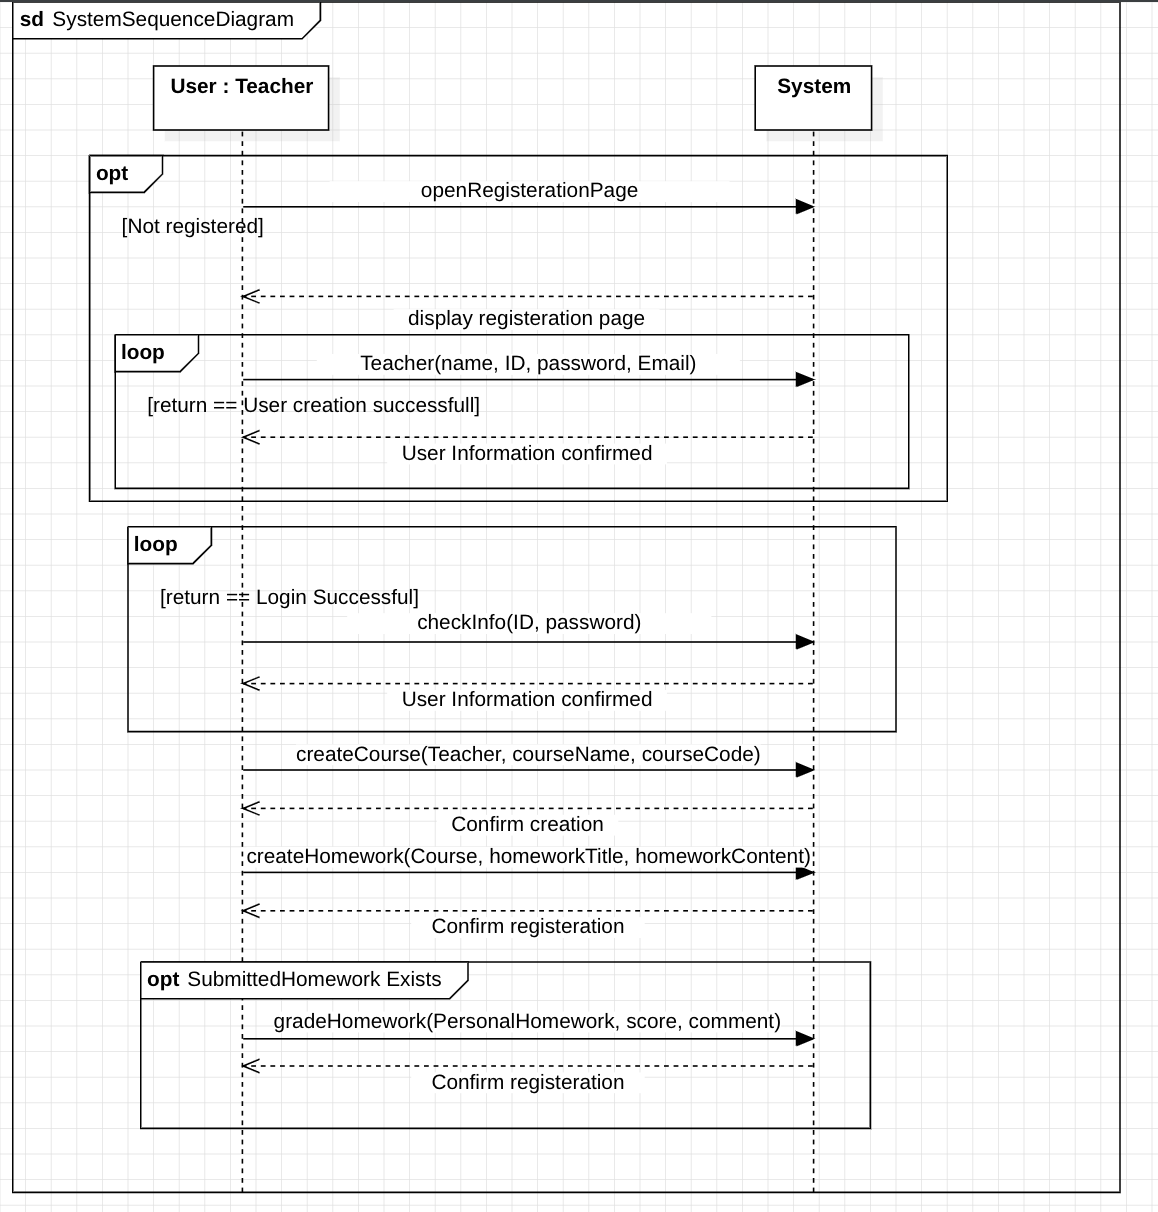 sd SystemSequenceDiagram
User : Teacher
System
opt
openRegisterationPage
[Not registered]
display registeration page
loop
Teacher(name, ID, password, Email)
[return == User creation successfull]
User Information confirmed
loop
[return == Login Successful]
checkInfo(ID, password)
User Information confirmed
createCourse(Teacher, courseName, courseCode)
Confirm creation
createHomework(Course, homeworkTitle, homeworkContent)
Confirm registeration
opt SubmittedHomework Exists
gradeHomework(PersonalHomework, score, comment)
Confirm registeration